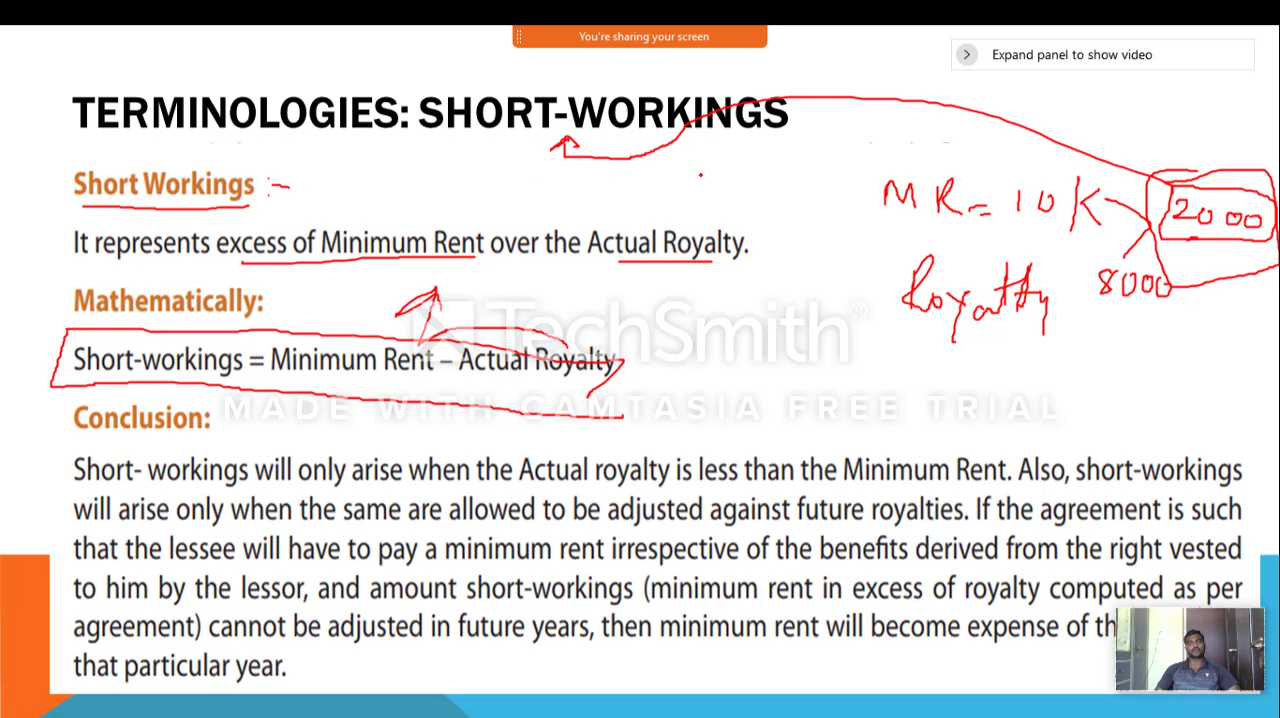 You're sharing your screen
Expand panel to show video
TERMINOLOGIES: SHORT-WORKINGS
Short Workings :-
It represents excess of Minimum Rent over the Actual Royalty.
MR = 10K
2000
Royalty
8000
Mathematically:
TechSmith®
Short-workings = Minimum Rent – Actual Royalty
MADE WITH CAMTASIA FREE TRIAL
Conclusion:
Short- workings will only arise when the Actual royalty is less than the Minimum Rent. Also, short-workings
will arise only when the same are allowed to be adjusted against future royalties. If the agreement is such
that the lessee will have to pay a minimum rent irrespective of the benefits derived from the right vested
to him by the lessor, and amount short-workings (minimum rent in excess of royalty computed as per
agreement) cannot be adjusted in future years, then minimum rent will become expense of th
that particular year.